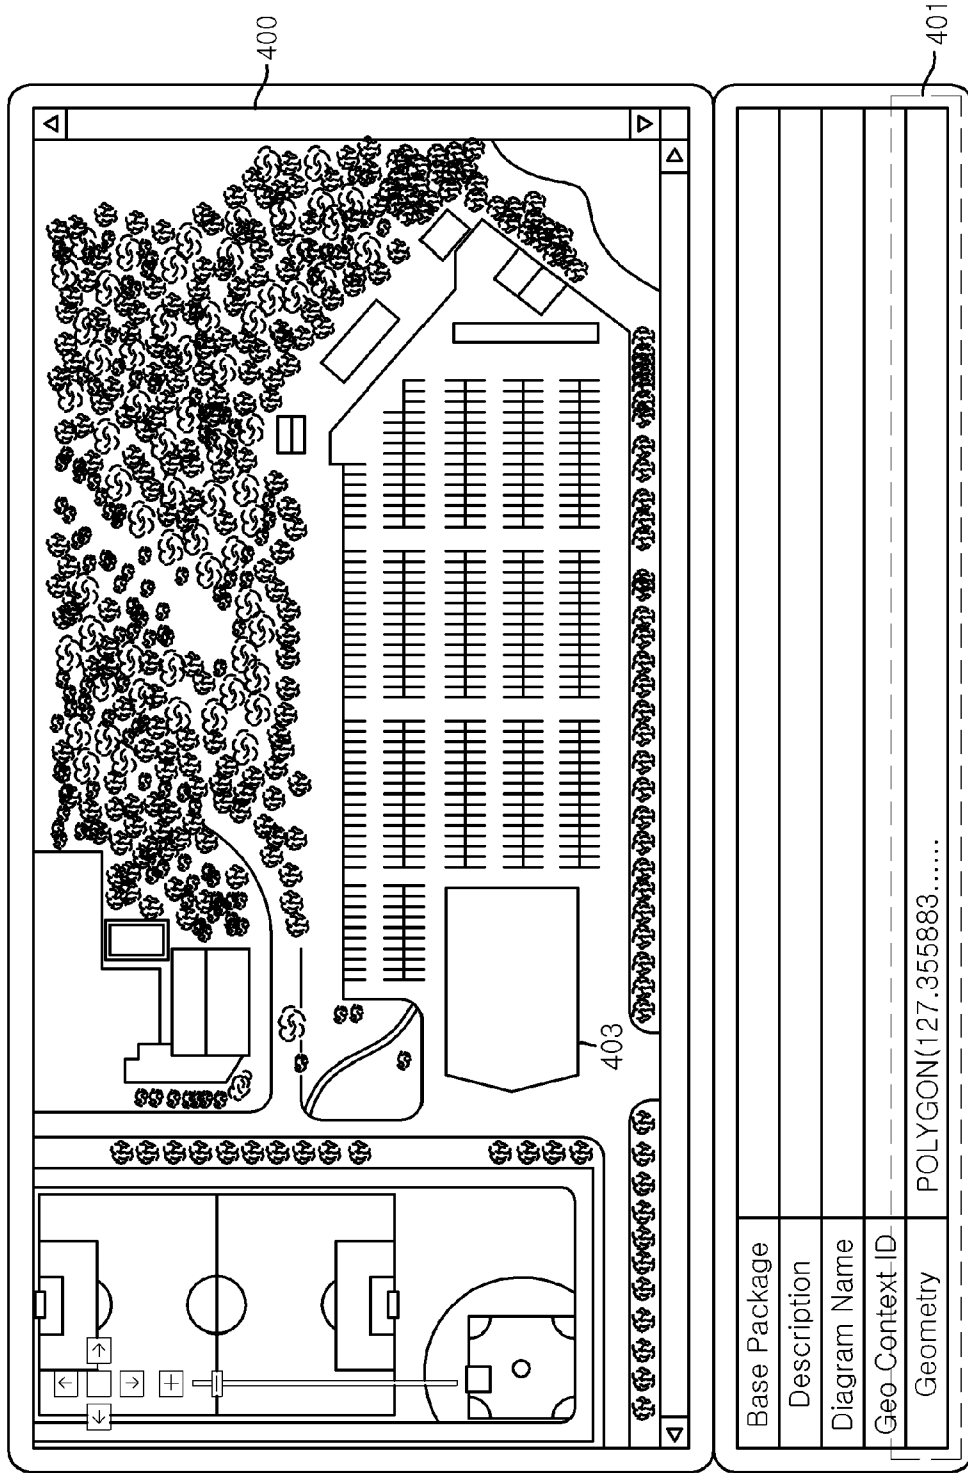 400
403
Base Package
Description
Diagram Name
Geo Context ID
Geometry POLYGON(127.355883......
401